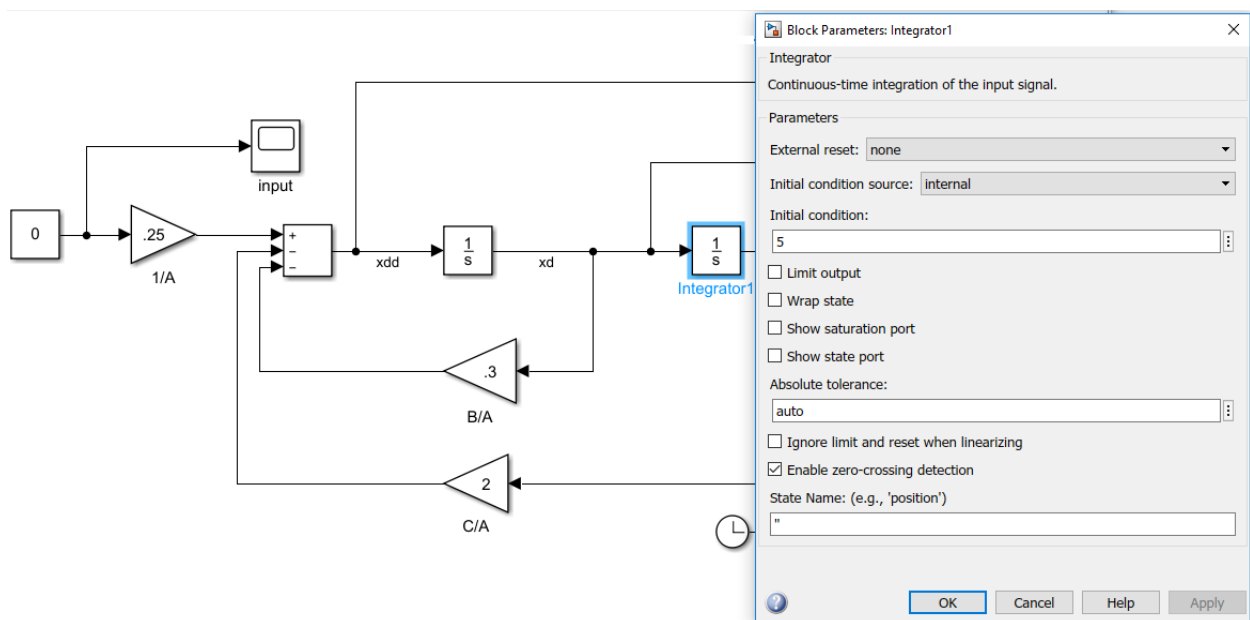 Block Parameters: Integrator1
Integrator
Continuous-time integration of the input signal.
Parameters
External reset: none
Initial condition source: internal
Initial condition:
5
Limit output
Wrap state
Show saturation port
Show state port
Absolute tolerance:
auto
Ignore limit and reset when linearizing
Enable zero-crossing detection
State Name: (e.g., 'position')
''
OK Cancel Help Apply
input
0
.25
1/A
+
−
−
xdd
1
s
xd
1
s
Integrator1
.3
B/A
2
C/A